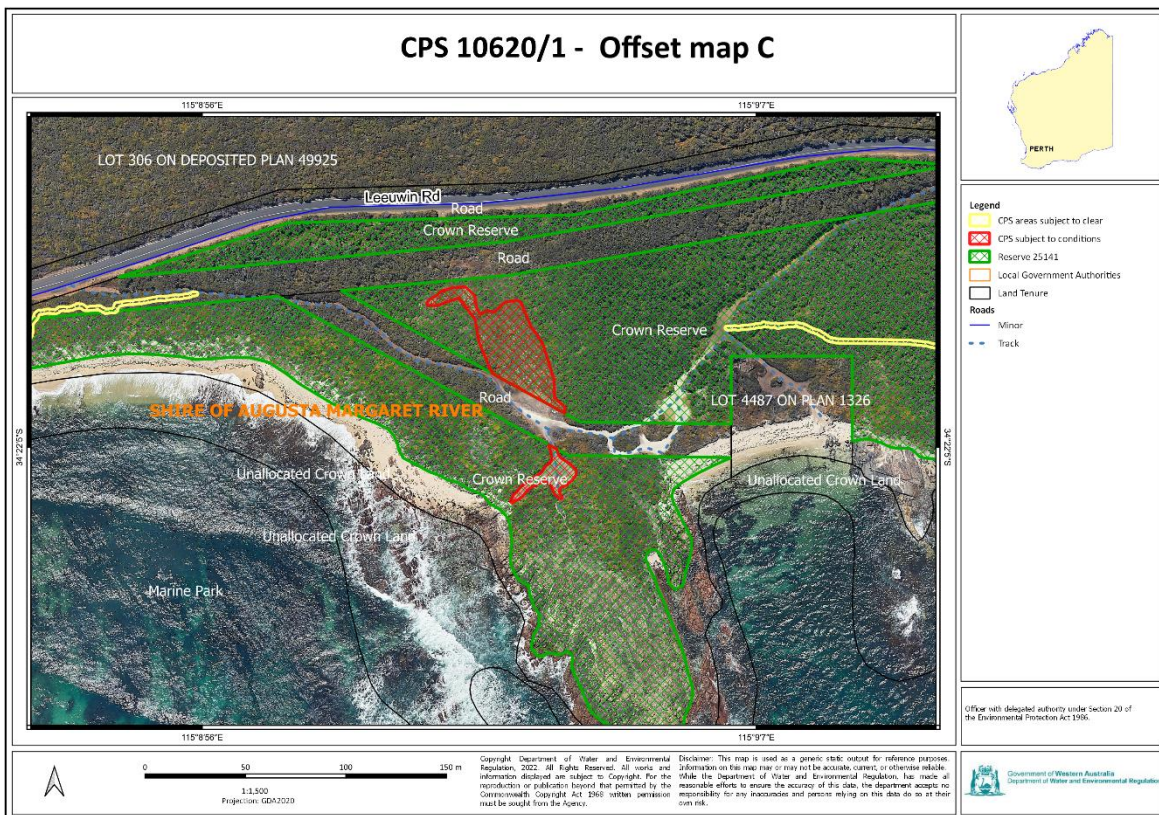 CPS 10620/1 - Offset map C
PERTH
115°8'56"E
115°9'7"E
LOT 306 ON DEPOSITED PLAN 49925
Leeuwin Rd
Road
Crown Reserve
Road
Crown Reserve
Road
LOT 4487 ON PLAN 1326
SHIRE OF AUGUSTA MARGARET RIVER
34°22'5"S
34°22'5"S
Unallocated Crown Land
Crown Reserve
Unallocated Crown Land
Unallocated Crown Land
Marine Park
115°8'56"E
115°9'7"E
Legend
CPS areas subject to clear
CPS subject to conditions
Reserve 25141
Local Government Authorities
Land Tenure
Roads
Minor
Track
Officer with delegated authority under Section 20 of
the Environmental Protection Act 1986.
0 50 100 150 m
1:1,500
Projection: GDA2020
Copyright Department of Water and Environmental
Regulation, 2022. All Rights Reserved. All works and
information displayed are subject to Copyright. For the
reproduction or publication beyond that permitted by the
Commonwealth Copyright Act 1968 written permission
must be sought from the Agency.
Disclaimer: This map is used as a generic static output for reference purposes.
Information on this map may or may not be accurate, current, or otherwise reliable.
While the Department of Water and Environmental Regulation, has made all
reasonable efforts to ensure the accuracy of this data, the department accepts no
responsibility for any inaccuracies and persons relying on this data do so at their
own risk.
Government of Western Australia
Department of Water and Environmental Regulation